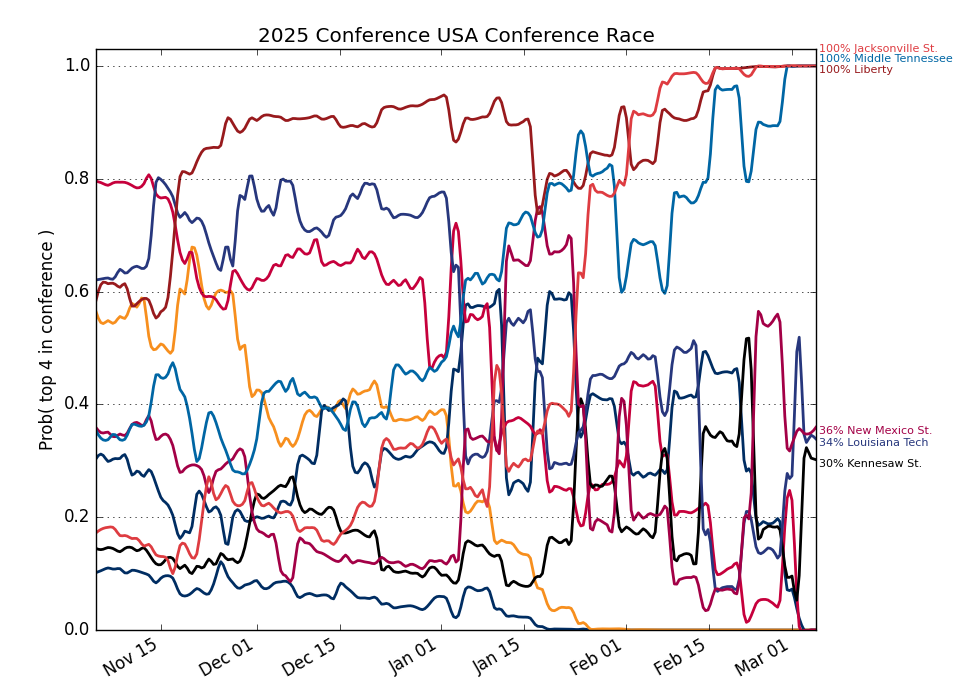 2025 Conference USA Conference Race
Prob( top 4 in conference )
1.0
0.8
0.6
0.4
0.2
0.0
Nov 15
Dec 01
Dec 15
Jan 01
Jan 15
Feb 01
Feb 15
Mar 01
100% Jacksonville St.
100% Middle Tennessee
100% Liberty
36% New Mexico St.
34% Louisiana Tech
30% Kennesaw St.